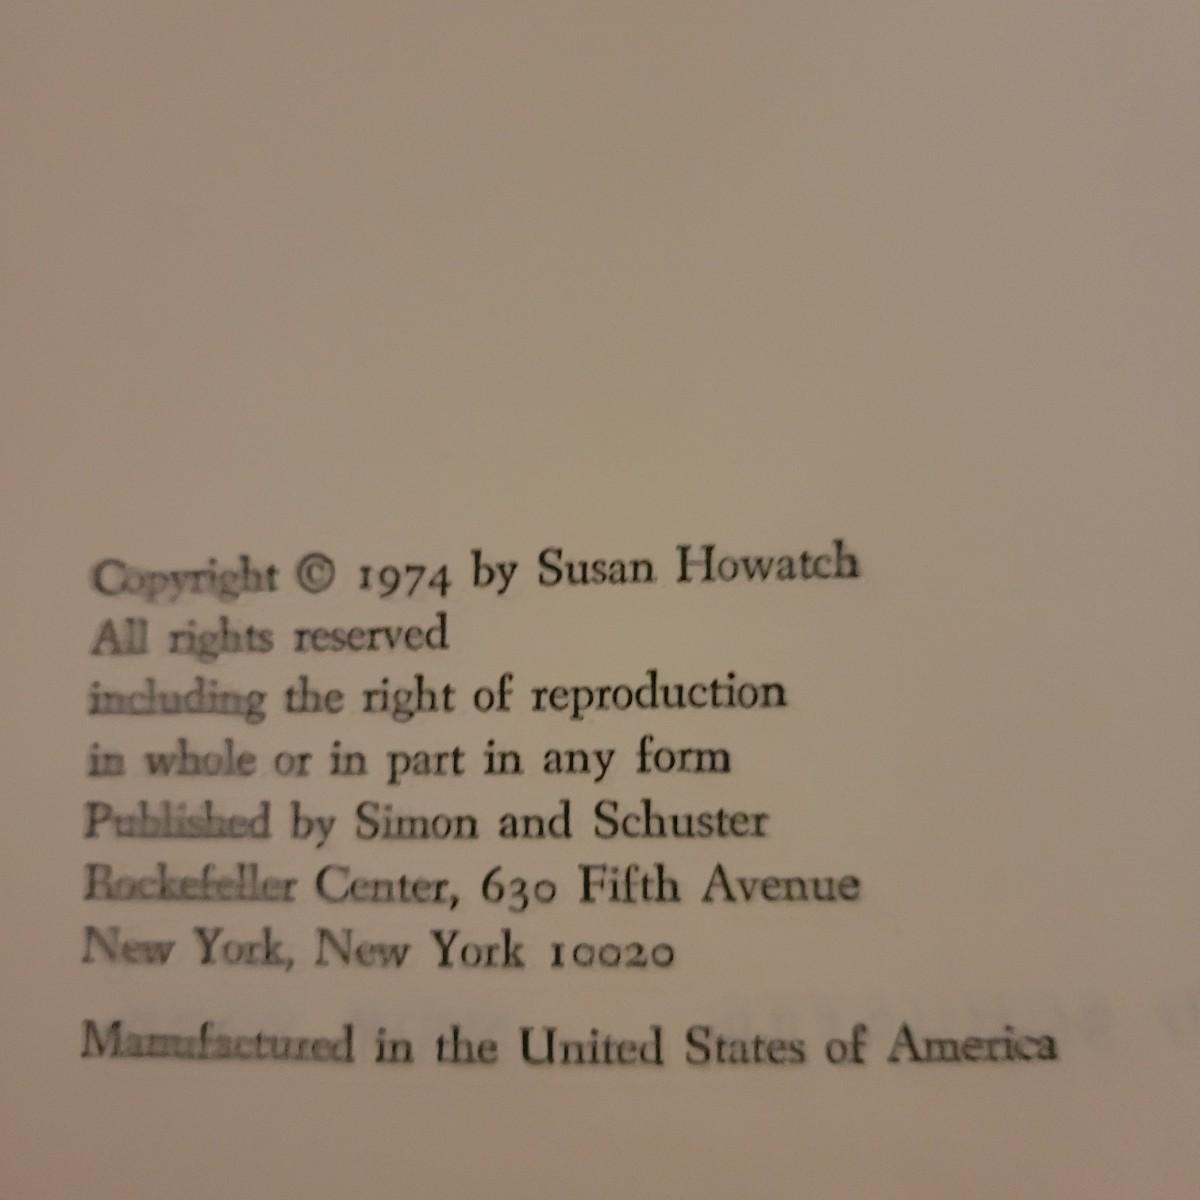 Copyright © 1974 by Susan Howatch
All rights reserved
including the right of reproduction
in whole or in part in any form
Published by Simon and Schuster
Rockefeller Center, 630 Fifth Avenue
New York, New York 10020
Manufactured in the United States of America